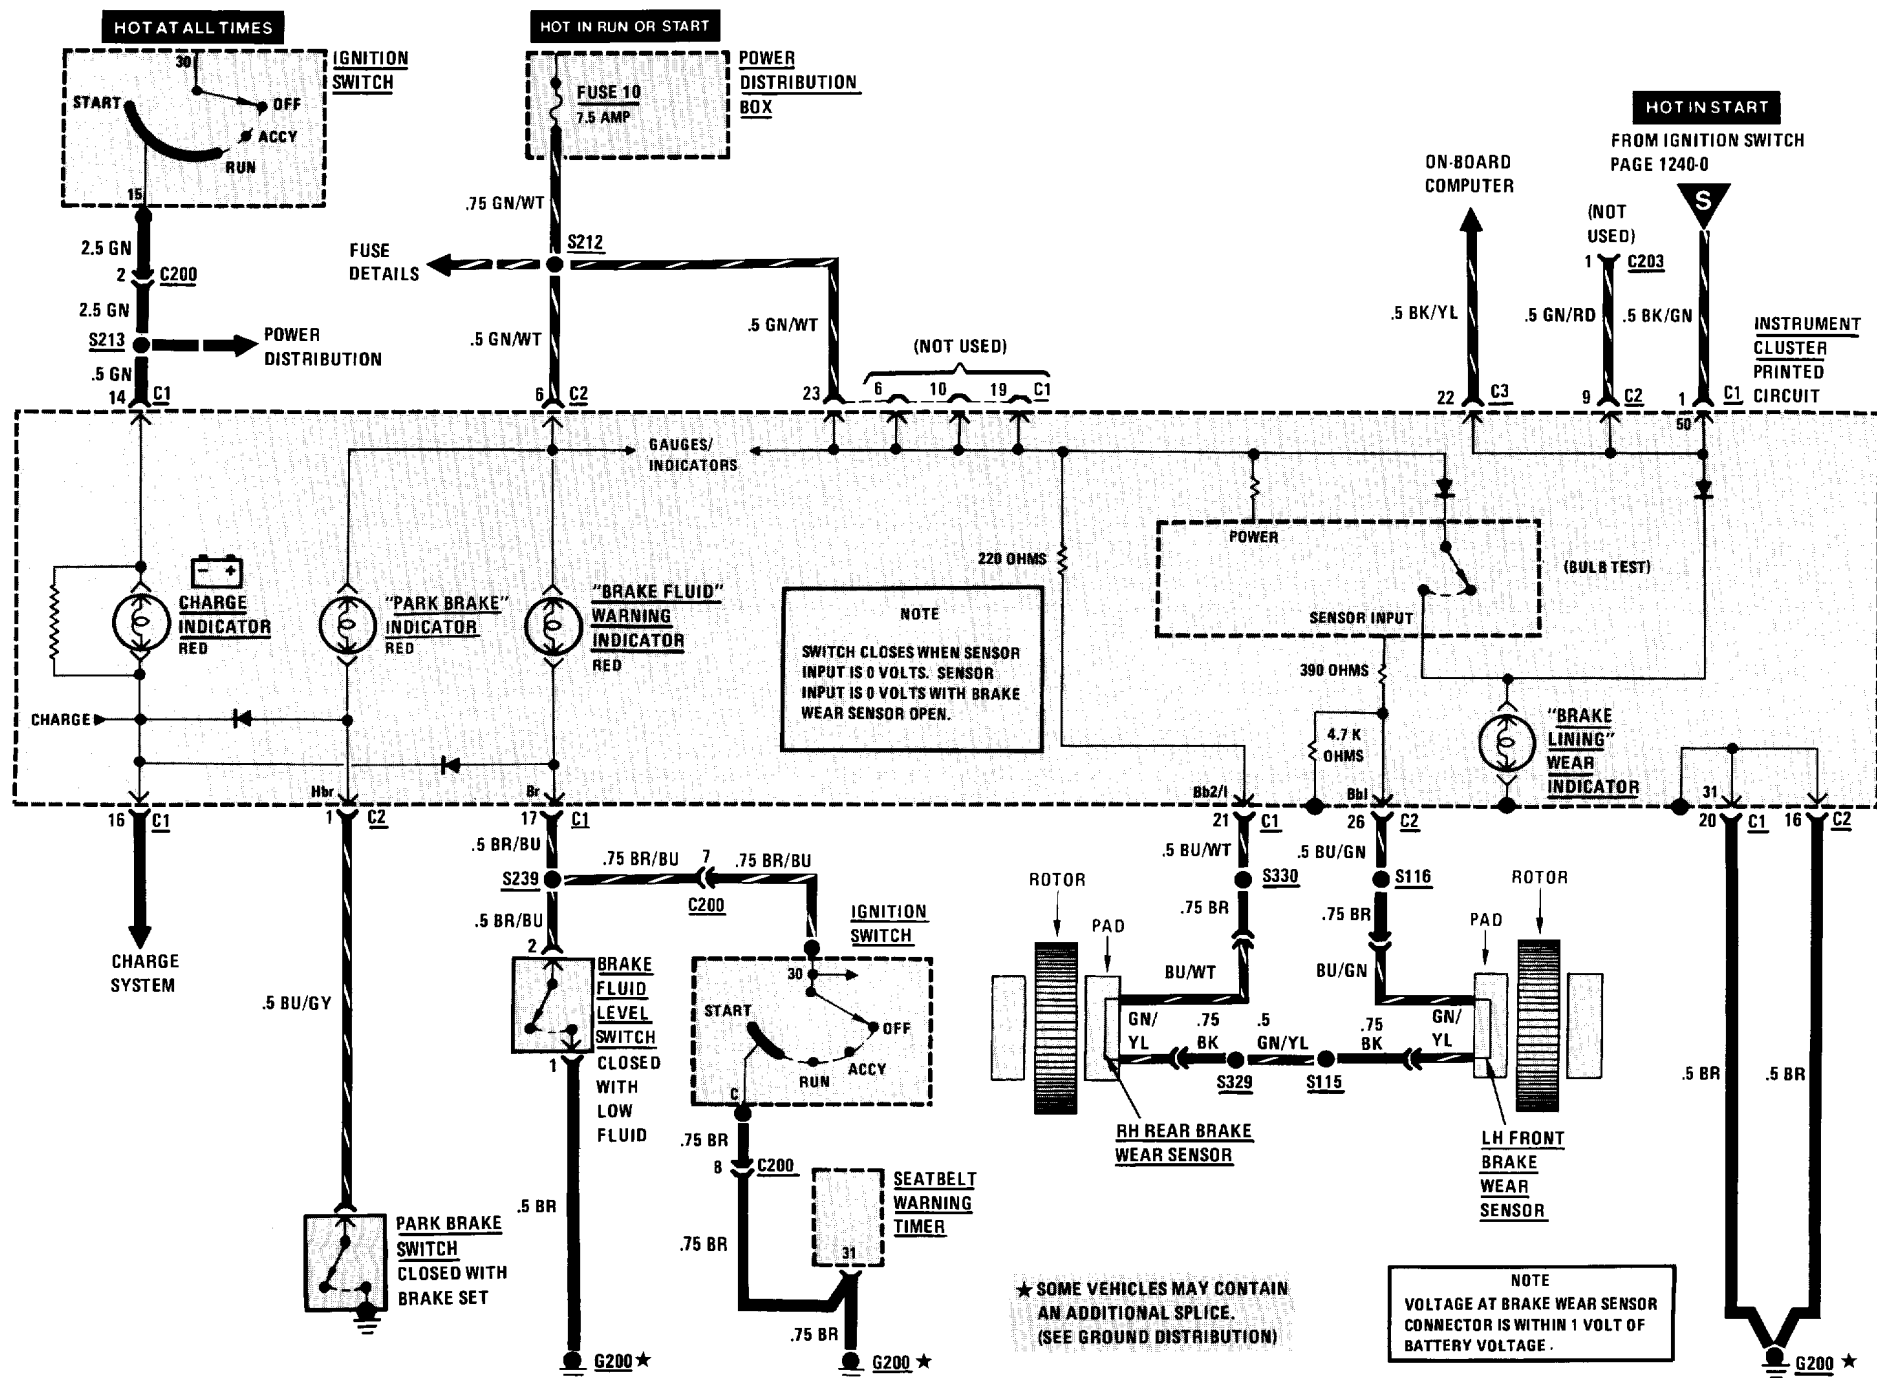 HOT AT ALL TIMES
HOT IN RUN OR START
HOT IN START
IGNITION
SWITCH
30
START
OFF
ACCY
RUN
15
POWER
DISTRIBUTION
BOX
FUSE 10
7.5 AMP
FROM IGNITION SWITCH
PAGE 1240-0
S
ON-BOARD
COMPUTER
(NOT
USED)
1 C203
2.5 GN
2 C200
2.5 GN
S213
POWER
DISTRIBUTION
.5 GN
14 C1
.75 GN/WT
S212
FUSE
DETAILS
.5 GN/WT
6 C2
.5 GN/WT
(NOT USED)
23 6 10 19 C1
.5 BK/YL
.5 GN/RD
.5 BK/GN
22 C3
9 C2
1 C1
50
INSTRUMENT
CLUSTER
PRINTED
CIRCUIT
GAUGES/
INDICATORS
CHARGE
INDICATOR
RED
"PARK BRAKE"
INDICATOR
RED
"BRAKE FLUID"
WARNING
INDICATOR
RED
220 OHMS
NOTE
SWITCH CLOSES WHEN SENSOR
INPUT IS 0 VOLTS. SENSOR
INPUT IS 0 VOLTS WITH BRAKE
WEAR SENSOR OPEN.
POWER
SENSOR INPUT
(BULB TEST)
390 OHMS
4.7 K
OHMS
"BRAKE
LINING"
WEAR
INDICATOR
CHARGE
Hbr
Br
Bb2/I
BbI
31
16 C1
1 C2
17 C1
21 C1
26 C2
20 C1
16 C2
CHARGE
SYSTEM
.5 BU/GY
PARK BRAKE
SWITCH
CLOSED WITH
BRAKE SET
.5 BR/BU
S239
.75 BR/BU
7
.75 BR/BU
C200
.5 BR/BU
2
BRAKE
FLUID
LEVEL
SWITCH
CLOSED
WITH
LOW
FLUID
1
.5 BR
G200 ★
IGNITION
SWITCH
30
START
OFF
ACCY
RUN
C
.75 BR
8 C200
.75 BR
SEATBELT
WARNING
TIMER
31
.75 BR
G200 ★
.5 BU/WT
S330
.75 BR
BU/WT
.5 BU/GN
S116
.75 BR
BU/GN
ROTOR
PAD
PAD
ROTOR
GN/
YL
.75
BK
.5
GN/YL
.75
BK
GN/
YL
S329
S115
RH REAR BRAKE
WEAR SENSOR
LH FRONT
BRAKE
WEAR
SENSOR
.5 BR
.5 BR
★ SOME VEHICLES MAY CONTAIN
AN ADDITIONAL SPLICE.
(SEE GROUND DISTRIBUTION)
NOTE
VOLTAGE AT BRAKE WEAR SENSOR
CONNECTOR IS WITHIN 1 VOLT OF
BATTERY VOLTAGE.
G200 ★